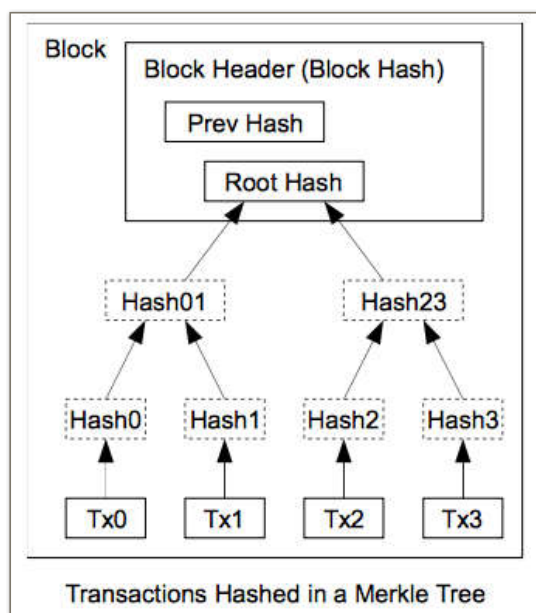 Block
Block Header (Block Hash)
Prev Hash
Root Hash
Hash01
Hash23
Hash0
Hash1
Hash2
Hash3
Tx0
Tx1
Tx2
Tx3
Transactions Hashed in a Merkle Tree